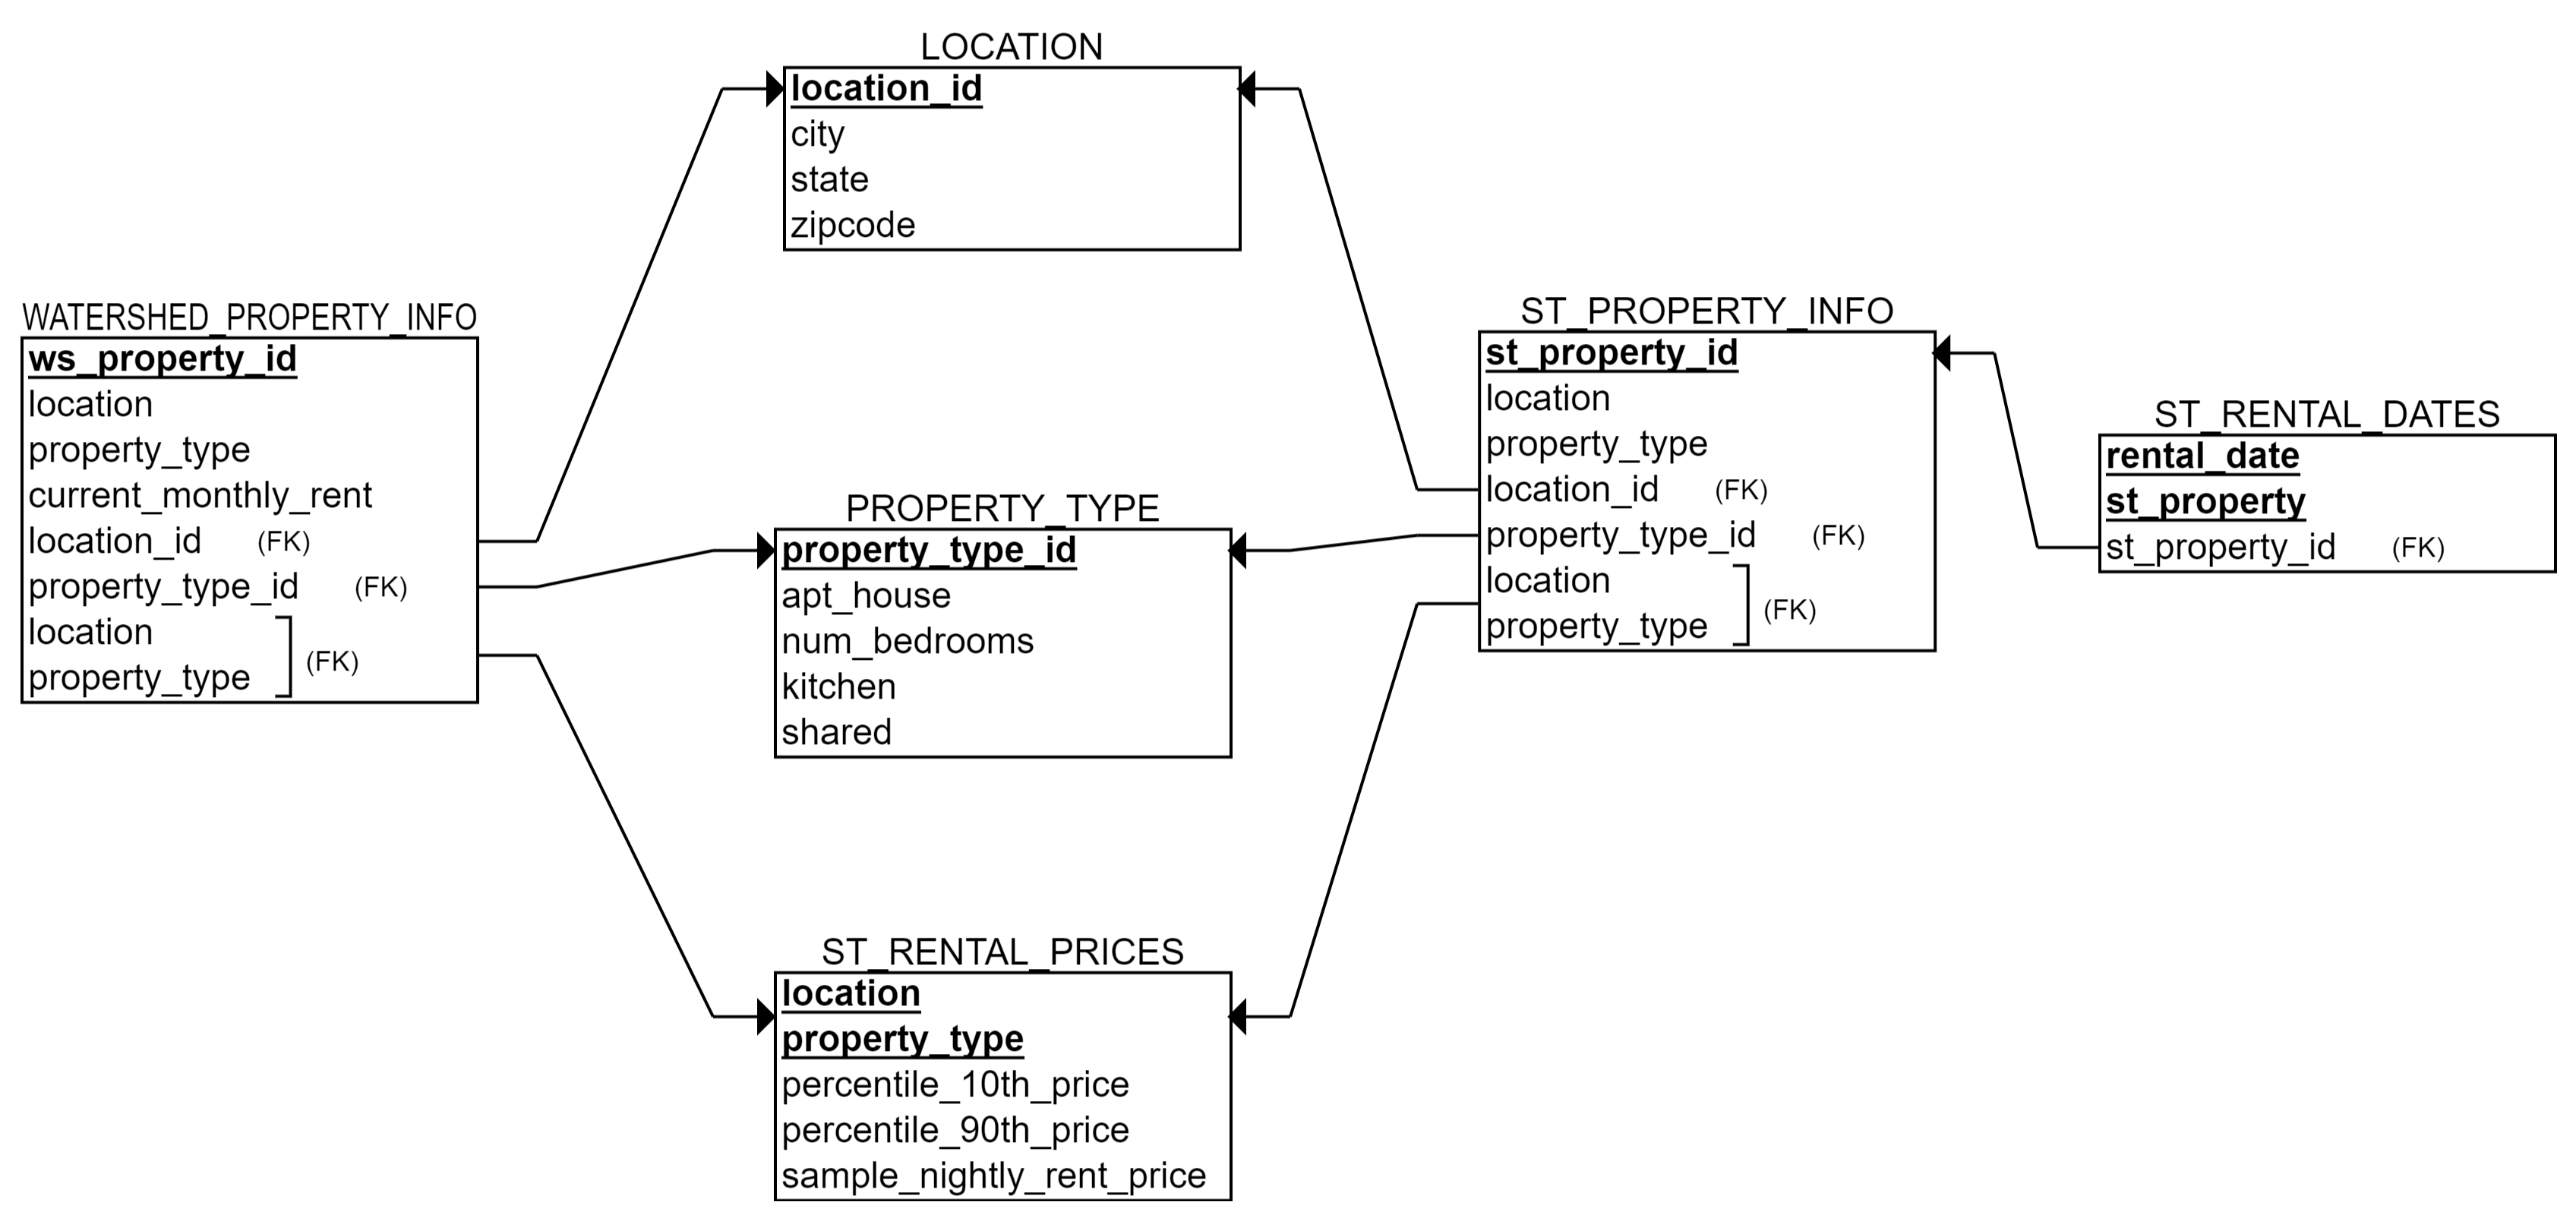 LOCATION
location_id
city
state
zipcode
WATERSHED_PROPERTY_INFO
ws_property_id
location
property_type
current_monthly_rent
location_id (FK)
property_type_id (FK)
location
property_type
(FK)
PROPERTY_TYPE
property_type_id
apt_house
num_bedrooms
kitchen
shared
ST_RENTAL_PRICES
location
property_type
percentile_10th_price
percentile_90th_price
sample_nightly_rent_price
ST_PROPERTY_INFO
st_property_id
location
property_type
location_id (FK)
property_type_id (FK)
location
property_type
(FK)
ST_RENTAL_DATES
rental_date
st_property
st_property_id (FK)